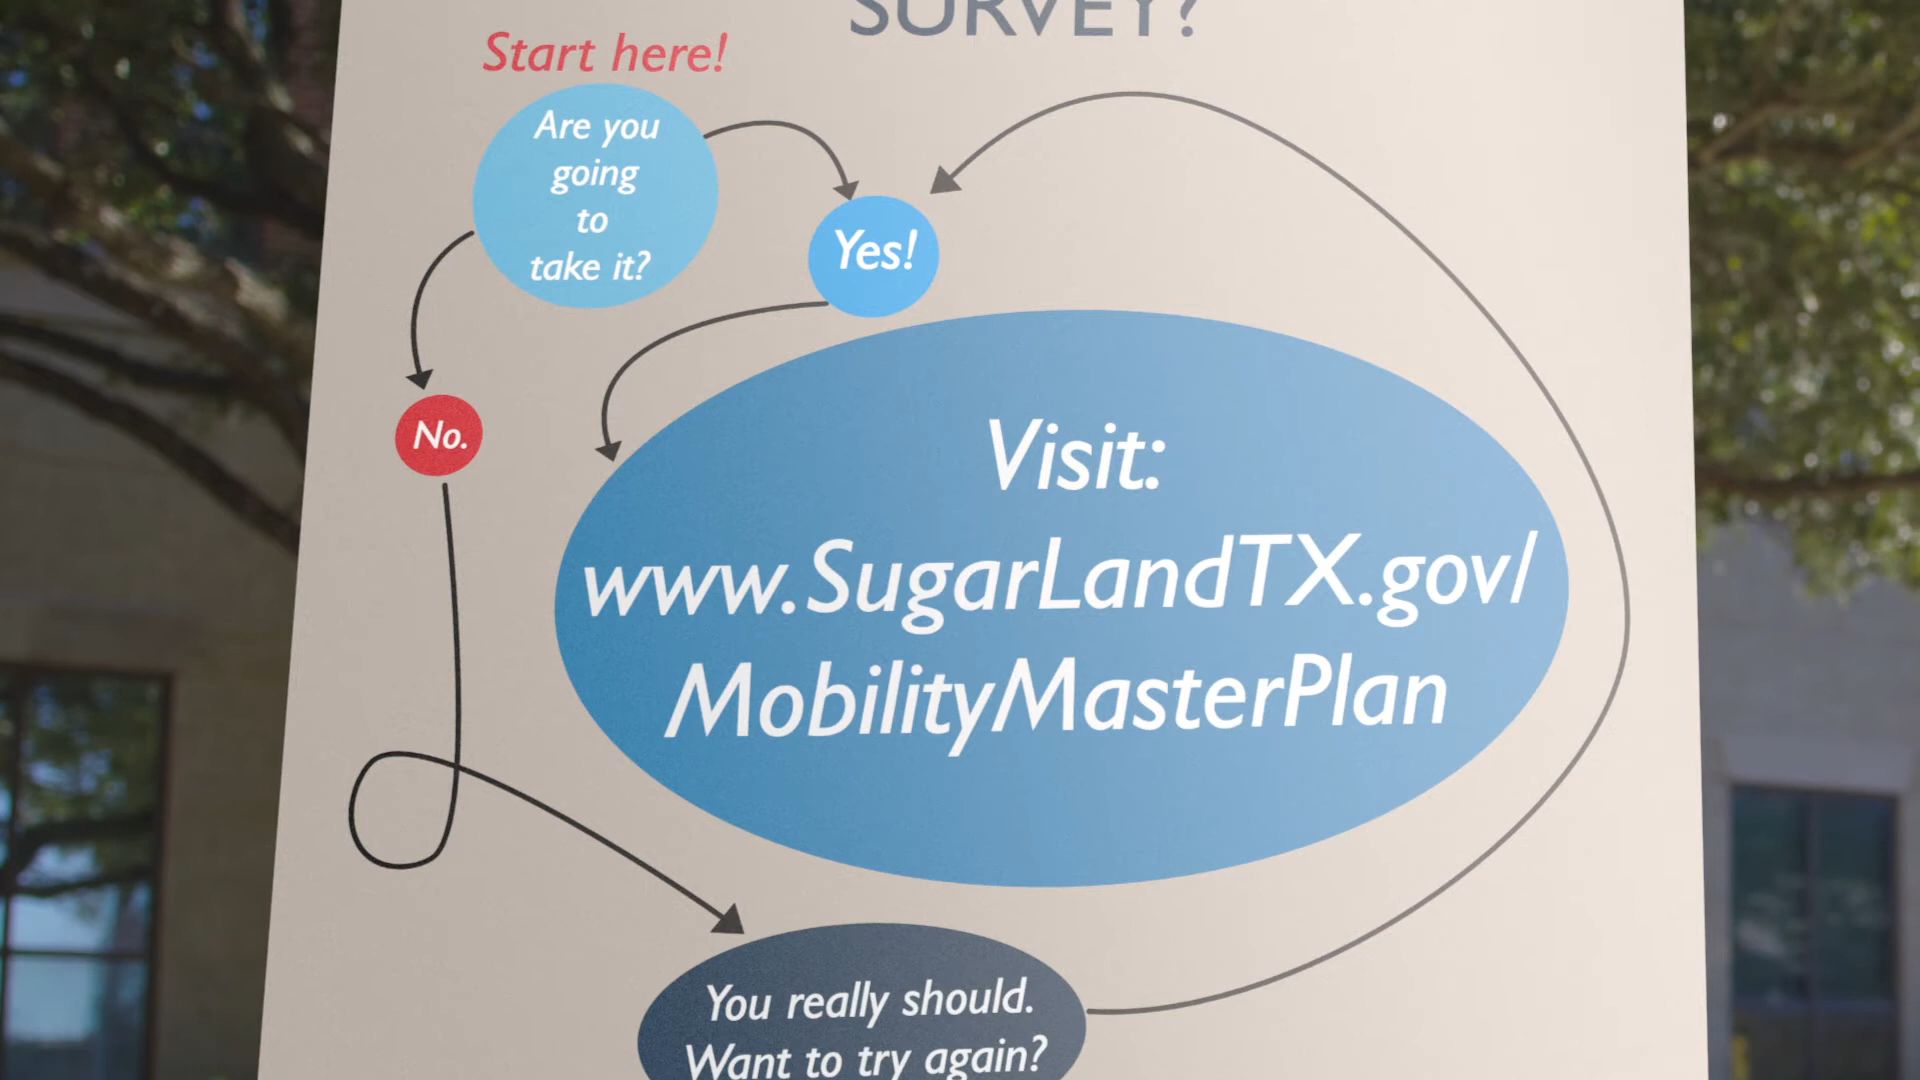 SURVEY?
Start here!
Are you
going
to
take it?
Yes!
No.
Visit:
www.SugarLandTX.gov/
MobilityMasterPlan
You really should.
Want to try again?